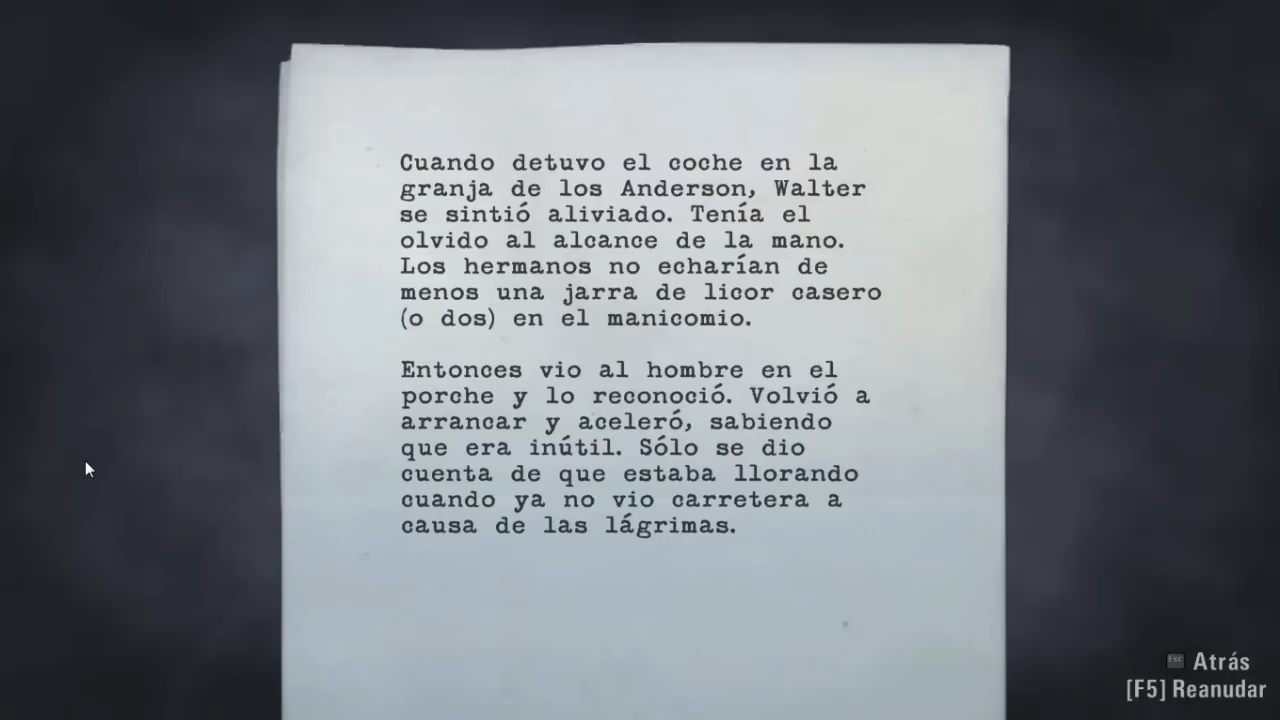 Cuando detuvo el coche en la
granja de los Anderson, Walter
se sintió aliviado. Tenía el
olvido al alcance de la mano.
Los hermanos no echarían de
menos una jarra de licor casero
(o dos) en el manicomio.
Entonces vio al hombre en el
porche y lo reconoció. Volvió a
arrancar y aceleró, sabiendo
que era inútil. Sólo se dio
cuenta de que estaba llorando
cuando ya no vio carretera a
causa de las lágrimas.
Esc Atrás
[F5] Reanudar